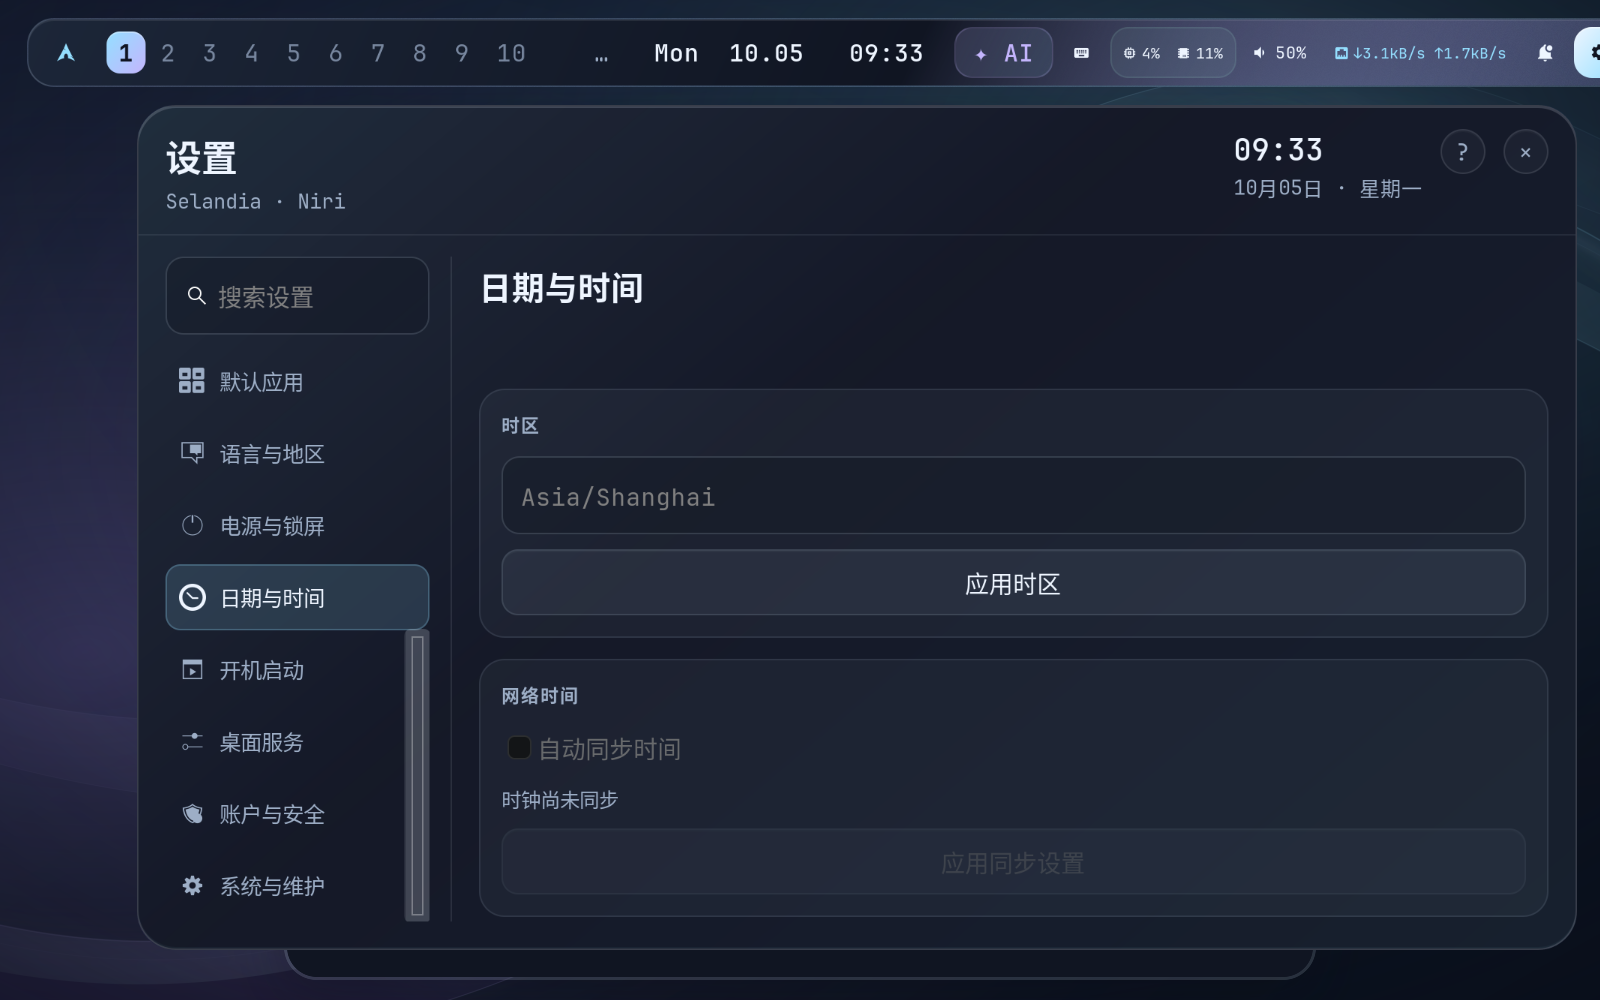 1 2 3 4 5 6 7 8 9 10 … Mon 10.05 09:33 ✦ AI 4% 11% 50% ↓3.1kB/s ↑1.7kB/s
设置
Selandia · Niri
09:33
10月05日 · 星期一
?
×
搜索设置
默认应用
语言与地区
电源与锁屏
日期与时间
开机启动
桌面服务
账户与安全
系统与维护
日期与时间
时区
Asia/Shanghai
应用时区
网络时间
自动同步时间
时钟尚未同步
应用同步设置